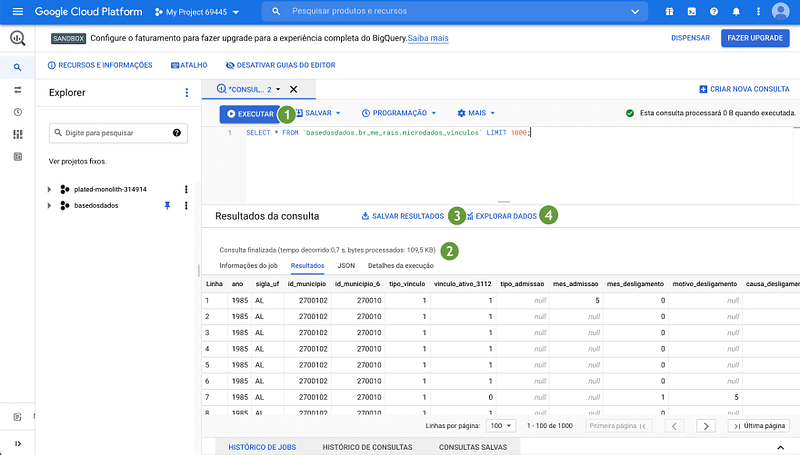 Google Cloud Platform My Project 69445 Pesquisar produtos e recursos
SANDBOX Configure o faturamento para fazer upgrade para a experiência completa do BigQuery. Saiba mais DISPENSAR FAZER UPGRADE
RECURSOS E INFORMAÇÕES ATALHO DESATIVAR GUIAS DO EDITOR
Explorer
Digite para pesquisar
Ver projetos fixos.
plated-monolith-314914
basedosdados
*CONSUL... 2 CRIAR NOVA CONSULTA
EXECUTAR 1 SALVAR PROGRAMAÇÃO MAIS Esta consulta processará 0 B quando executada.
1 SELECT * FROM `basedosdados.br_me_rais.microdados_vinculos` LIMIT 1000;
Resultados da consulta SALVAR RESULTADOS 3 EXPLORAR DADOS 4
Consulta finalizada (tempo decorrido:0,7 s, bytes processados: 109,5 KB) 2
Informações do job Resultados JSON Detalhes da execução
Linha ano sigla_uf id_municipio id_municipio_6 tipo_vinculo vinculo_ativo_3112 tipo_admissao mes_admissao mes_desligamento motivo_desligamento causa_desligame
1 1985 AL 2700102 270010 1 1 null 5 0 null
2 1985 AL 2700102 270010 1 1 null null 0 null
3 1985 AL 2700102 270010 1 1 null null 0 null
4 1985 AL 2700102 270010 1 1 null null 0 null
5 1985 AL 2700102 270010 1 1 null null 0 null
6 1985 AL 2700102 270010 1 1 null null 0 null
7 1985 AL 2700102 270010 1 0 null null 1 5
8 1985 AL 2700102 270010 1 1 null null 0 null
Linhas por página: 100 1 - 100 de 1000 Primeira página Última página
HISTÓRICO DE JOBS HISTÓRICO DE CONSULTAS CONSULTAS SALVAS